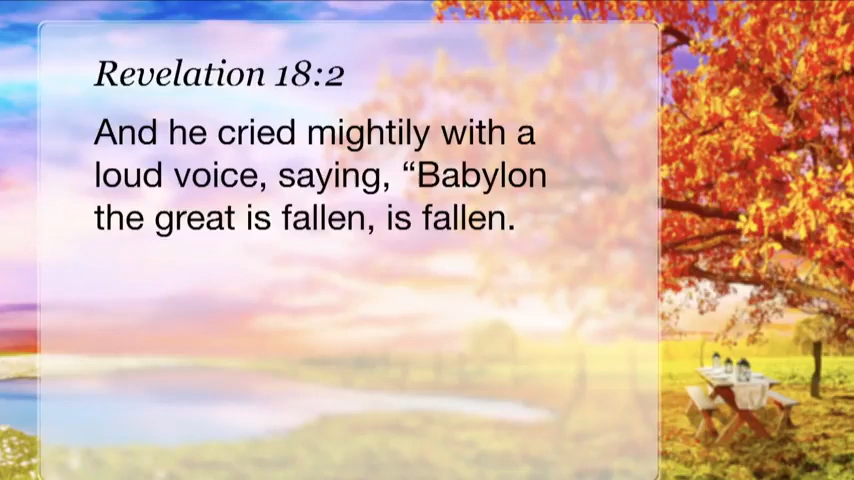 Revelation 18:2
And he cried mightily with a
loud voice, saying, “Babylon
the great is fallen, is fallen.